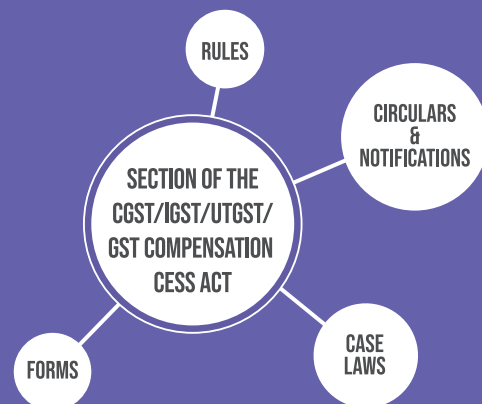 RULES
CIRCULARS
&
NOTIFICATIONS
SECTION OF THE
CGST/IGST/UTGST/
GST COMPENSATION
CESS ACT
FORMS
CASE
LAWS